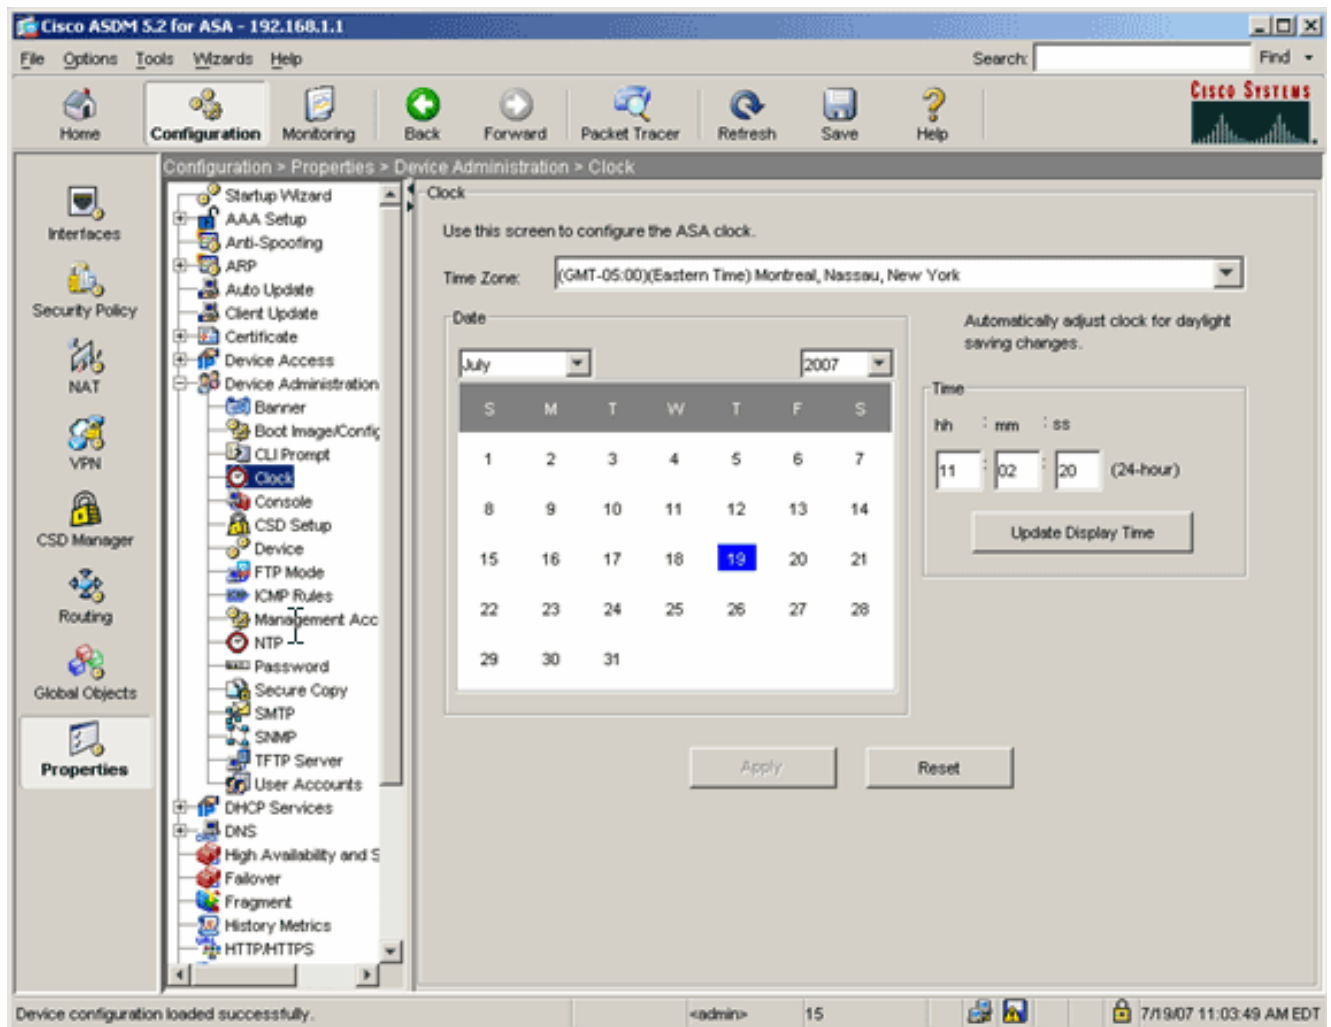 Cisco ASDM 5.2 for ASA - 192.168.1.1
File Options Tools Wizards Help Search: Find
Home Configuration Monitoring Back Forward Packet Tracer Refresh Save Help
CISCO SYSTEMS
Configuration > Properties > Device Administration > Clock
Interfaces
Security Policy
NAT
VPN
CSD Manager
Routing
Global Objects
Properties
Startup Wizard
AAA Setup
Anti-Spoofing
ARP
Auto Update
Client Update
Certificate
Device Access
Device Administration
Banner
Boot Image/Config
CLI Prompt
Clock
Console
CSD Setup
Device
FTP Mode
ICMP Rules
Management Acc
NTP
Password
Secure Copy
SMTP
SNMP
TFTP Server
User Accounts
DHCP Services
DNS
High Availability and S
Failover
Fragment
History Metrics
HTTP/HTTPS
Clock
Use this screen to configure the ASA clock.
Time Zone: (GMT-05:00)(Eastern Time) Montreal, Nassau, New York
Date
July 2007
S M T W T F S
1 2 3 4 5 6 7
8 9 10 11 12 13 14
15 16 17 18 19 20 21
22 23 24 25 26 27 28
29 30 31
Automatically adjust clock for daylight
saving changes.
Time
hh : mm : ss
11 : 02 : 20 (24-hour)
Update Display Time
Apply Reset
Device configuration loaded successfully. <admin> 15 7/19/07 11:03:49 AM EDT